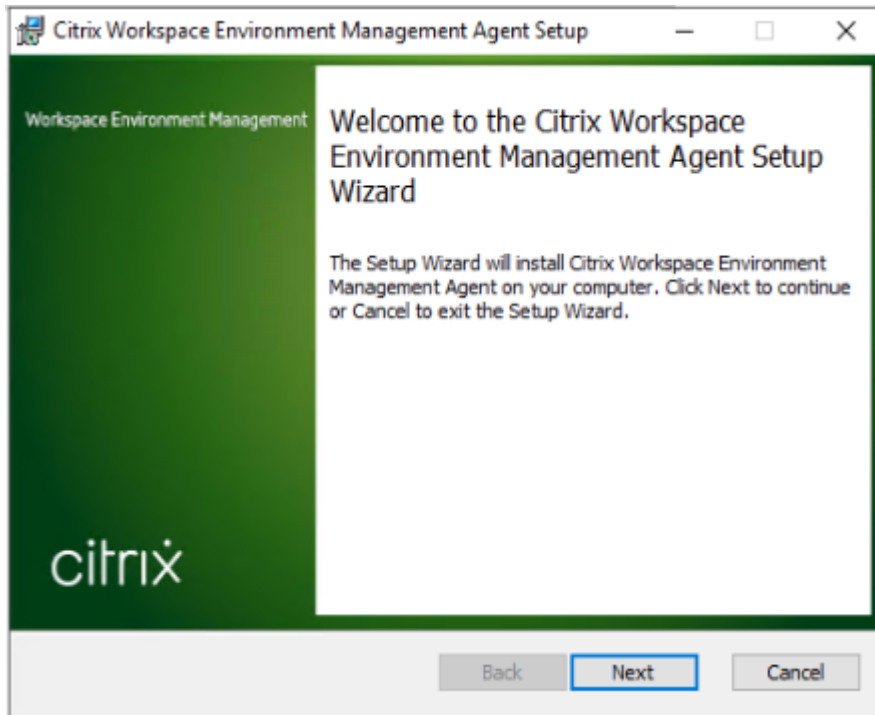 Citrix Workspace Environment Management Agent Setup
Workspace Environment Management
Welcome to the Citrix Workspace
Environment Management Agent Setup
Wizard
The Setup Wizard will install Citrix Workspace Environment
Management Agent on your computer. Click Next to continue
or Cancel to exit the Setup Wizard.
citrix
Back
Next
Cancel